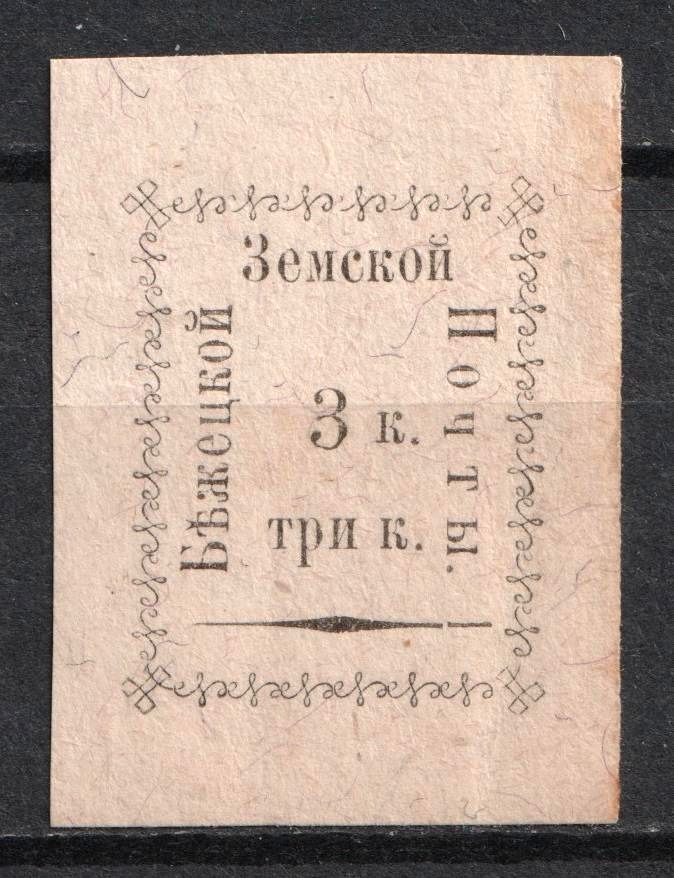 Бѣжецкой
Земской
Почты.
3 к.
три к.